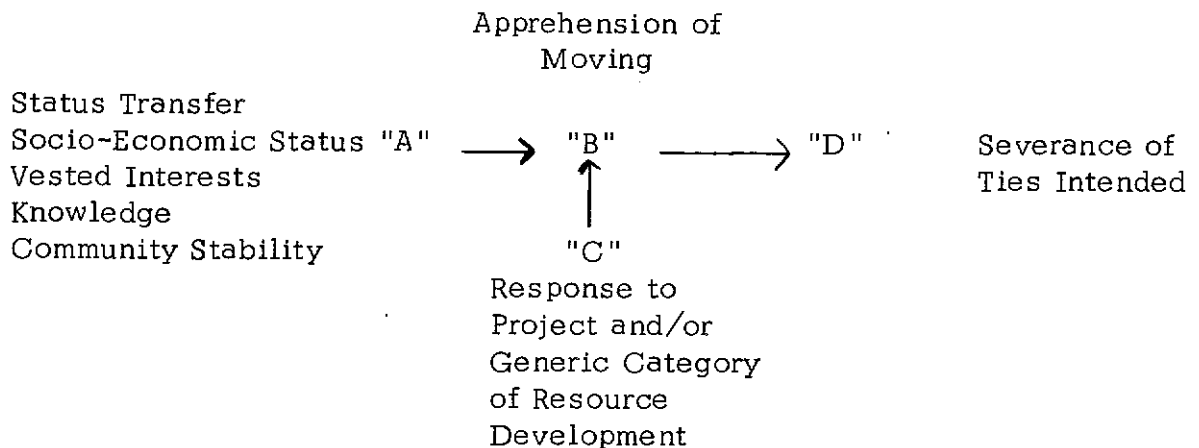 Apprehension of
Moving
Status Transfer
Socio-Economic Status "A"
Vested Interests
Knowledge
Community Stability
"B"
"D"
Severance of
Ties Intended
"C"
Response to
Project and/or
Generic Category
of Resource
Development